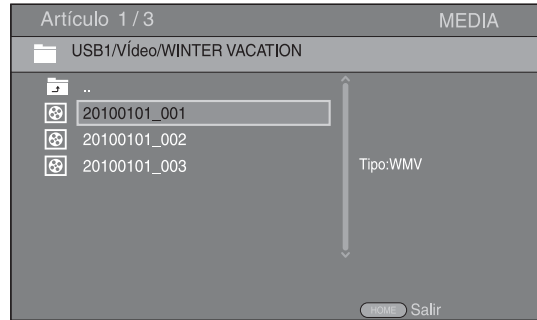 Artículo 1/3 MEDIA
USB1/Vídeo/WINTER VACATION
..
20100101_001
20100101_002
20100101_003
Tipo:WMV
HOME Salir